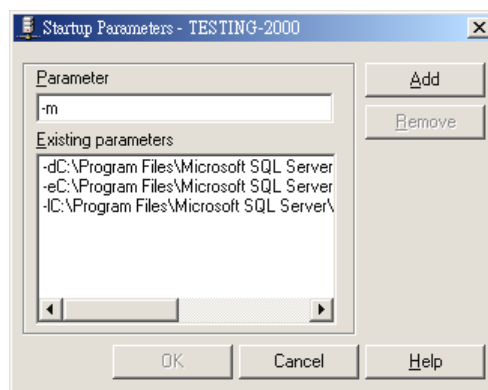 Startup Parameters - TESTING-2000
Parameter
-m
Add
Remove
Existing parameters
-dC:\Program Files\Microsoft SQL Server
-eC:\Program Files\Microsoft SQL Server
-lC:\Program Files\Microsoft SQL Server\
OK
Cancel
Help